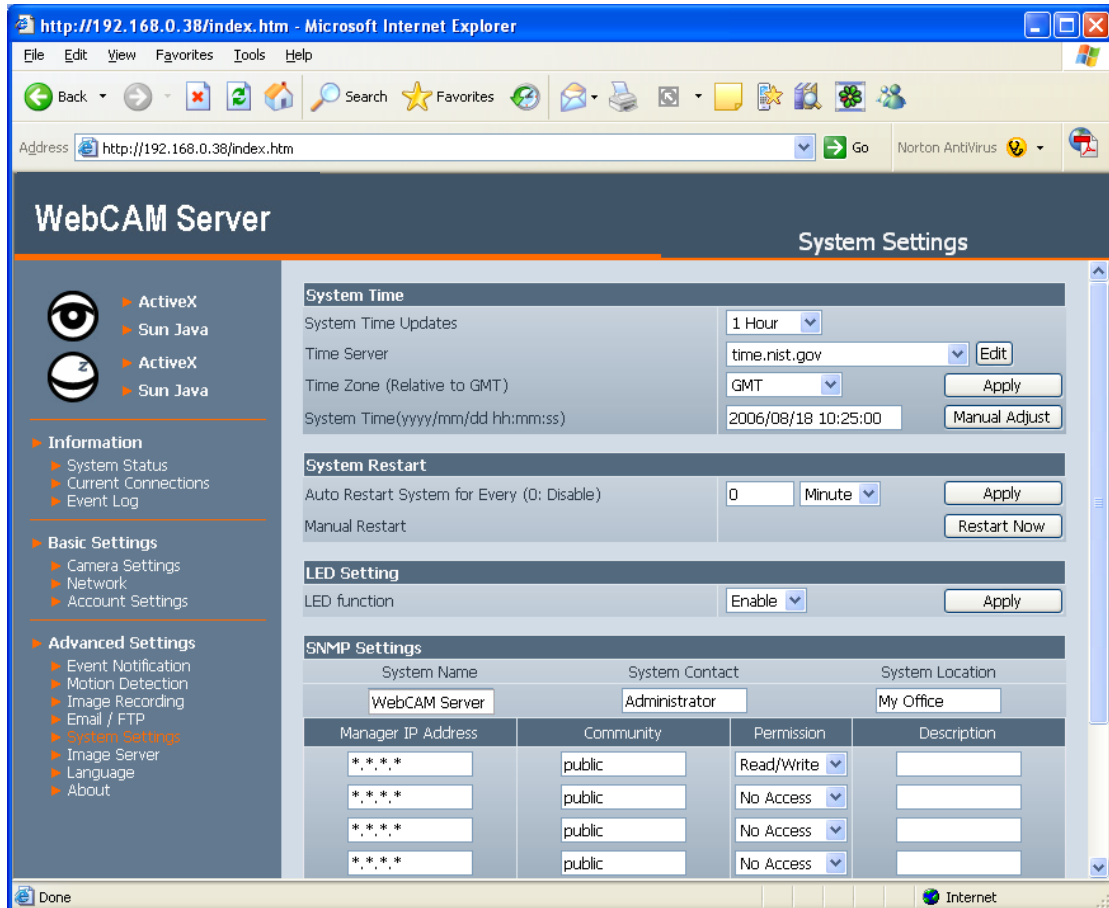 http://192.168.0.38/index.htm - Microsoft Internet Explorer
File Edit View Favorites Tools Help
Back Search Favorites
Address http://192.168.0.38/index.htm Go Norton AntiVirus
WebCAM Server
System Settings
ActiveX
Sun Java
z
ActiveX
Sun Java
Information
System Status
Current Connections
Event Log
Basic Settings
Camera Settings
Network
Account Settings
Advanced Settings
Event Notification
Motion Detection
Image Recording
Email / FTP
System Settings
Image Server
Language
About
System Time
System Time Updates 1 Hour
Time Server time.nist.gov Edit
Time Zone (Relative to GMT) GMT Apply
System Time(yyyy/mm/dd hh:mm:ss) 2006/08/18 10:25:00 Manual Adjust
System Restart
Auto Restart System for Every (0: Disable) 0 Minute Apply
Manual Restart Restart Now
LED Setting
LED function Enable Apply
SNMP Settings
System Name System Contact System Location
WebCAM Server Administrator My Office
Manager IP Address Community Permission Description
*.*.*.* public Read/Write
*.*.*.* public No Access
*.*.*.* public No Access
*.*.*.* public No Access
Done Internet